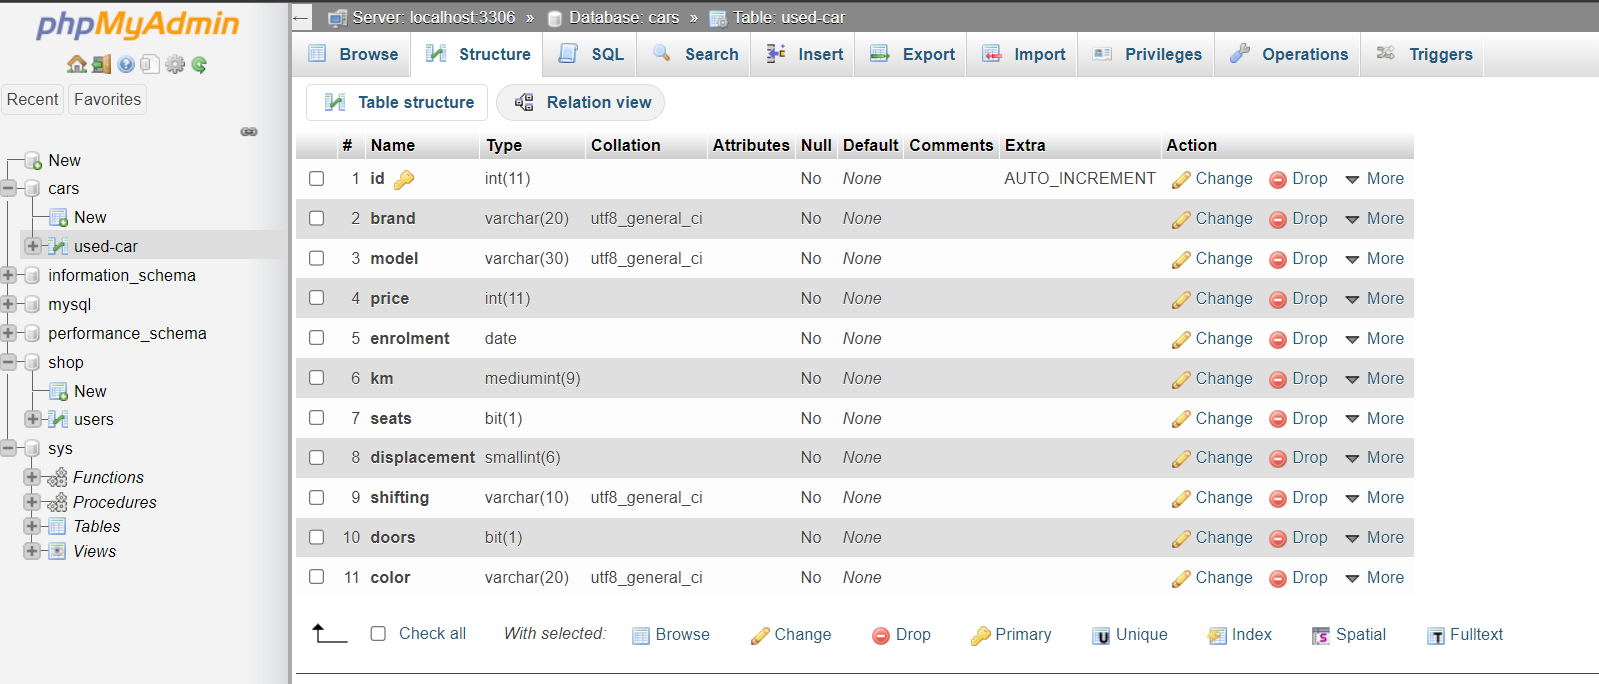 phpMyAdmin
Recent Favorites
New
cars
New
used-car
information_schema
mysql
performance_schema
shop
New
users
sys
Functions
Procedures
Tables
Views
← Server: localhost:3306 » Database: cars » Table: used-car
Browse Structure SQL Search Insert Export Import Privileges Operations Triggers
Table structure Relation view
# Name Type Collation Attributes Null Default Comments Extra Action
1 id int(11) No None AUTO_INCREMENT Change Drop More
2 brand varchar(20) utf8_general_ci No None Change Drop More
3 model varchar(30) utf8_general_ci No None Change Drop More
4 price int(11) No None Change Drop More
5 enrolment date No None Change Drop More
6 km mediumint(9) No None Change Drop More
7 seats bit(1) No None Change Drop More
8 displacement smallint(6) No None Change Drop More
9 shifting varchar(10) utf8_general_ci No None Change Drop More
10 doors bit(1) No None Change Drop More
11 color varchar(20) utf8_general_ci No None Change Drop More
Check all With selected: Browse Change Drop Primary Unique Index Spatial Fulltext